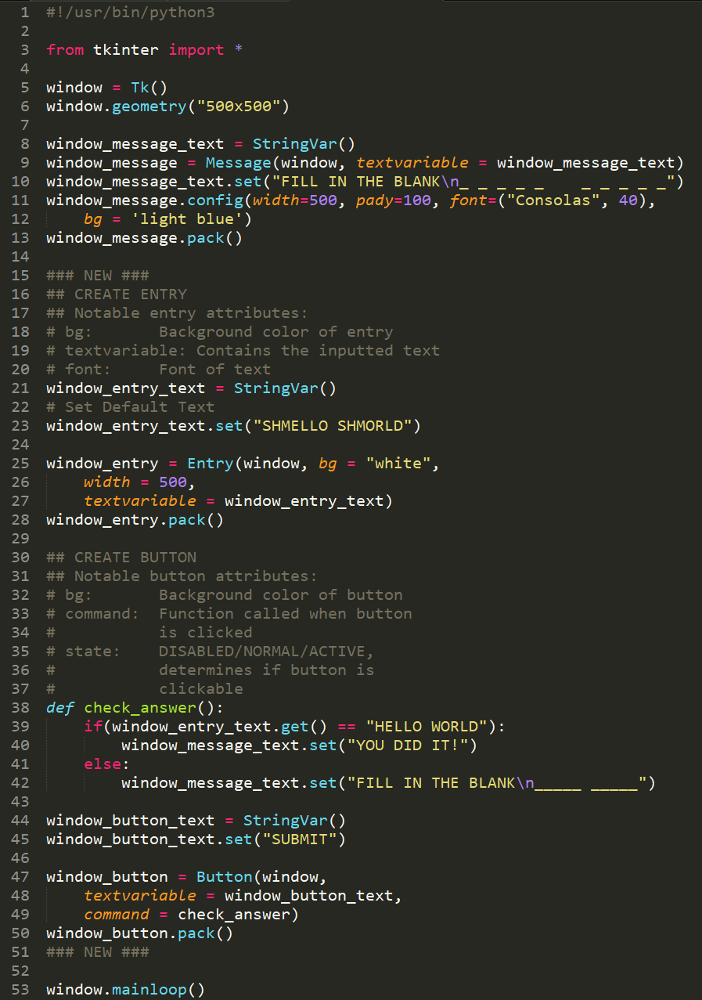 1 #!/usr/bin/python3
2
3 from tkinter import *
4
5 window = Tk()
6 window.geometry("500x500")
7
8 window_message_text = StringVar()
9 window_message = Message(window, textvariable = window_message_text)
10 window_message_text.set("FILL IN THE BLANK\n_ _ _ _ _    _ _ _ _ _")
11 window_message.config(width=500, pady=100, font=("Consolas", 40),
12     bg = 'light blue')
13 window_message.pack()
14
15 ### NEW ###
16 ## CREATE ENTRY
17 ## Notable entry attributes:
18 # bg:       Background color of entry
19 # textvariable: Contains the inputted text
20 # font:     Font of text
21 window_entry_text = StringVar()
22 # Set Default Text
23 window_entry_text.set("SHMELLO SHMORLD")
24
25 window_entry = Entry(window, bg = "white",
26     width = 500,
27     textvariable = window_entry_text)
28 window_entry.pack()
29
30 ## CREATE BUTTON
31 ## Notable button attributes:
32 # bg:       Background color of button
33 # command:  Function called when button
34 #           is clicked
35 # state:    DISABLED/NORMAL/ACTIVE,
36 #           determines if button is
37 #           clickable
38 def check_answer():
39     if(window_entry_text.get() == "HELLO WORLD"):
40         window_message_text.set("YOU DID IT!")
41     else:
42         window_message_text.set("FILL IN THE BLANK\n_____ _____")
43
44 window_button_text = StringVar()
45 window_button_text.set("SUBMIT")
46
47 window_button = Button(window,
48     textvariable = window_button_text,
49     command = check_answer)
50 window_button.pack()
51 ### NEW ###
52
53 window.mainloop()